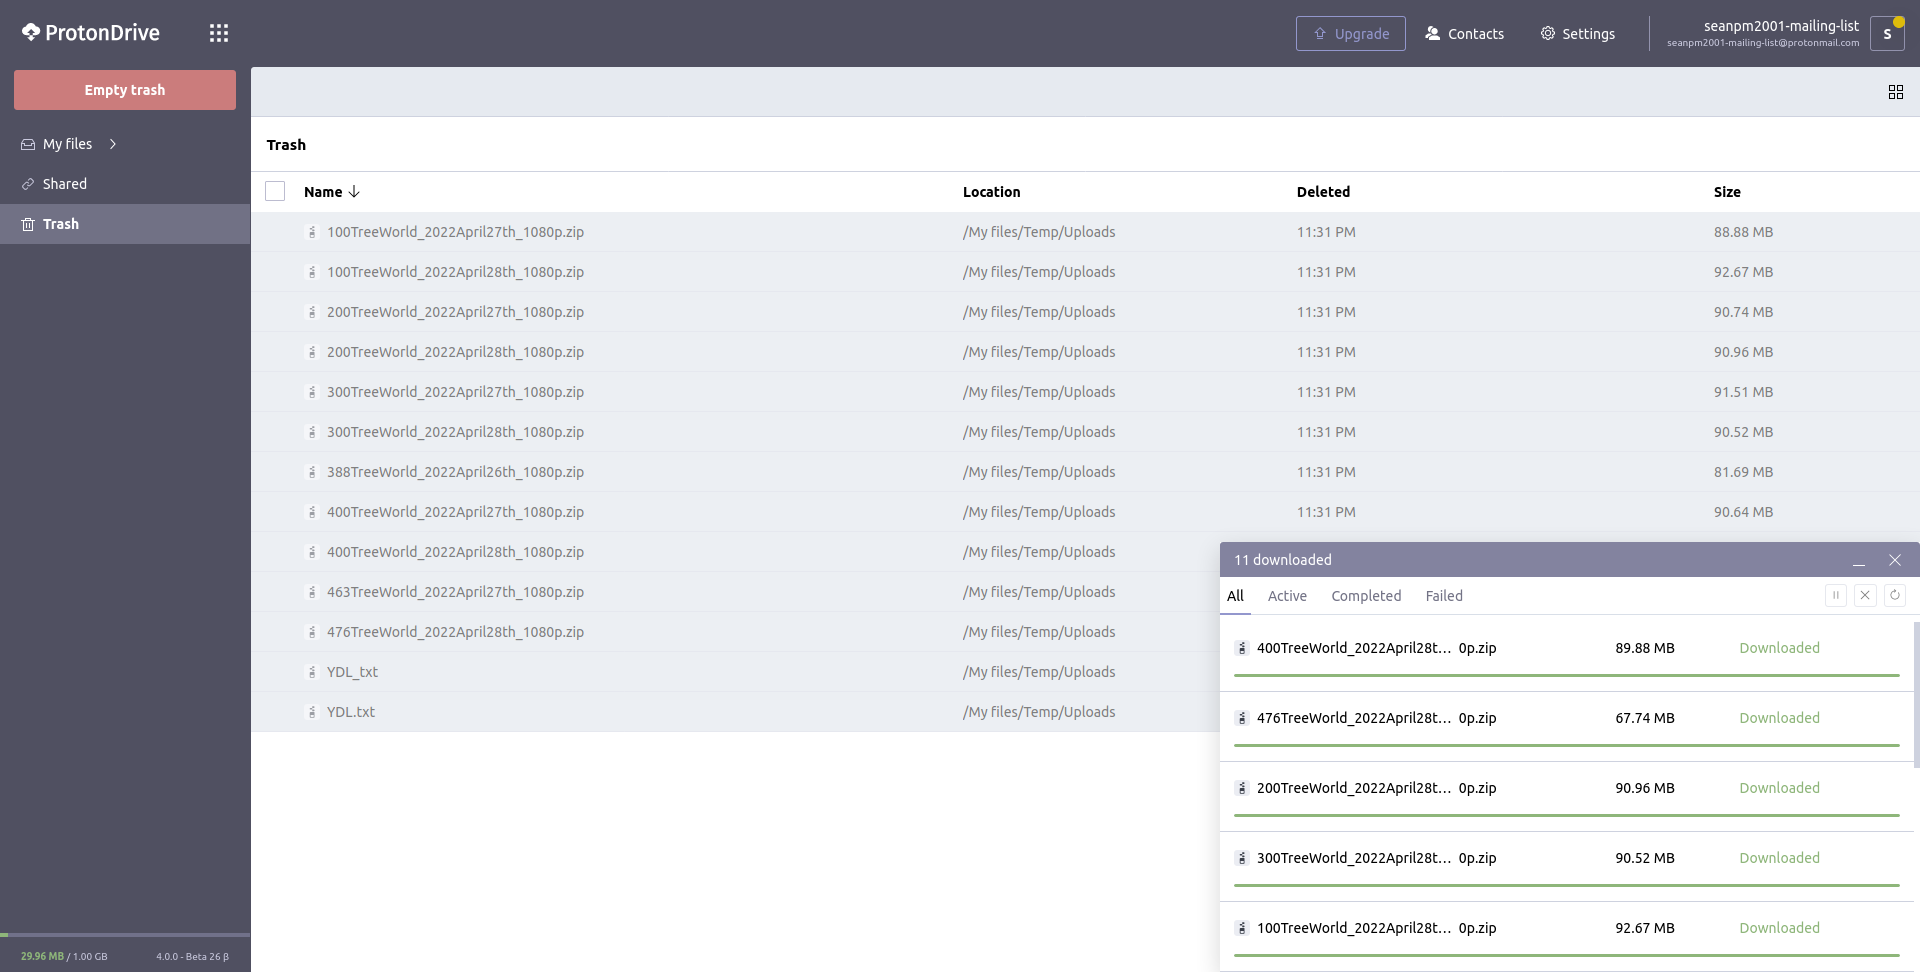 ProtonDrive
Upgrade
Contacts
Settings
seanpm2001-mailing-list
seanpm2001-mailing-list@protonmail.com
S
Empty trash
My files
Shared
Trash
Trash
Name Location Deleted Size
100TreeWorld_2022April27th_1080p.zip /My files/Temp/Uploads 11:31 PM 88.88 MB
100TreeWorld_2022April28th_1080p.zip /My files/Temp/Uploads 11:31 PM 92.67 MB
200TreeWorld_2022April27th_1080p.zip /My files/Temp/Uploads 11:31 PM 90.74 MB
200TreeWorld_2022April28th_1080p.zip /My files/Temp/Uploads 11:31 PM 90.96 MB
300TreeWorld_2022April27th_1080p.zip /My files/Temp/Uploads 11:31 PM 91.51 MB
300TreeWorld_2022April28th_1080p.zip /My files/Temp/Uploads 11:31 PM 90.52 MB
388TreeWorld_2022April26th_1080p.zip /My files/Temp/Uploads 11:31 PM 81.69 MB
400TreeWorld_2022April27th_1080p.zip /My files/Temp/Uploads 11:31 PM 90.64 MB
400TreeWorld_2022April28th_1080p.zip /My files/Temp/Uploads
463TreeWorld_2022April27th_1080p.zip /My files/Temp/Uploads
476TreeWorld_2022April28th_1080p.zip /My files/Temp/Uploads
YDL_txt /My files/Temp/Uploads
YDL.txt /My files/Temp/Uploads
11 downloaded
All Active Completed Failed
400TreeWorld_2022April28t... 0p.zip 89.88 MB Downloaded
476TreeWorld_2022April28t... 0p.zip 67.74 MB Downloaded
200TreeWorld_2022April28t... 0p.zip 90.96 MB Downloaded
300TreeWorld_2022April28t... 0p.zip 90.52 MB Downloaded
100TreeWorld_2022April28t... 0p.zip 92.67 MB Downloaded
29.96 MB / 1.00 GB 4.0.0 - Beta 26 β